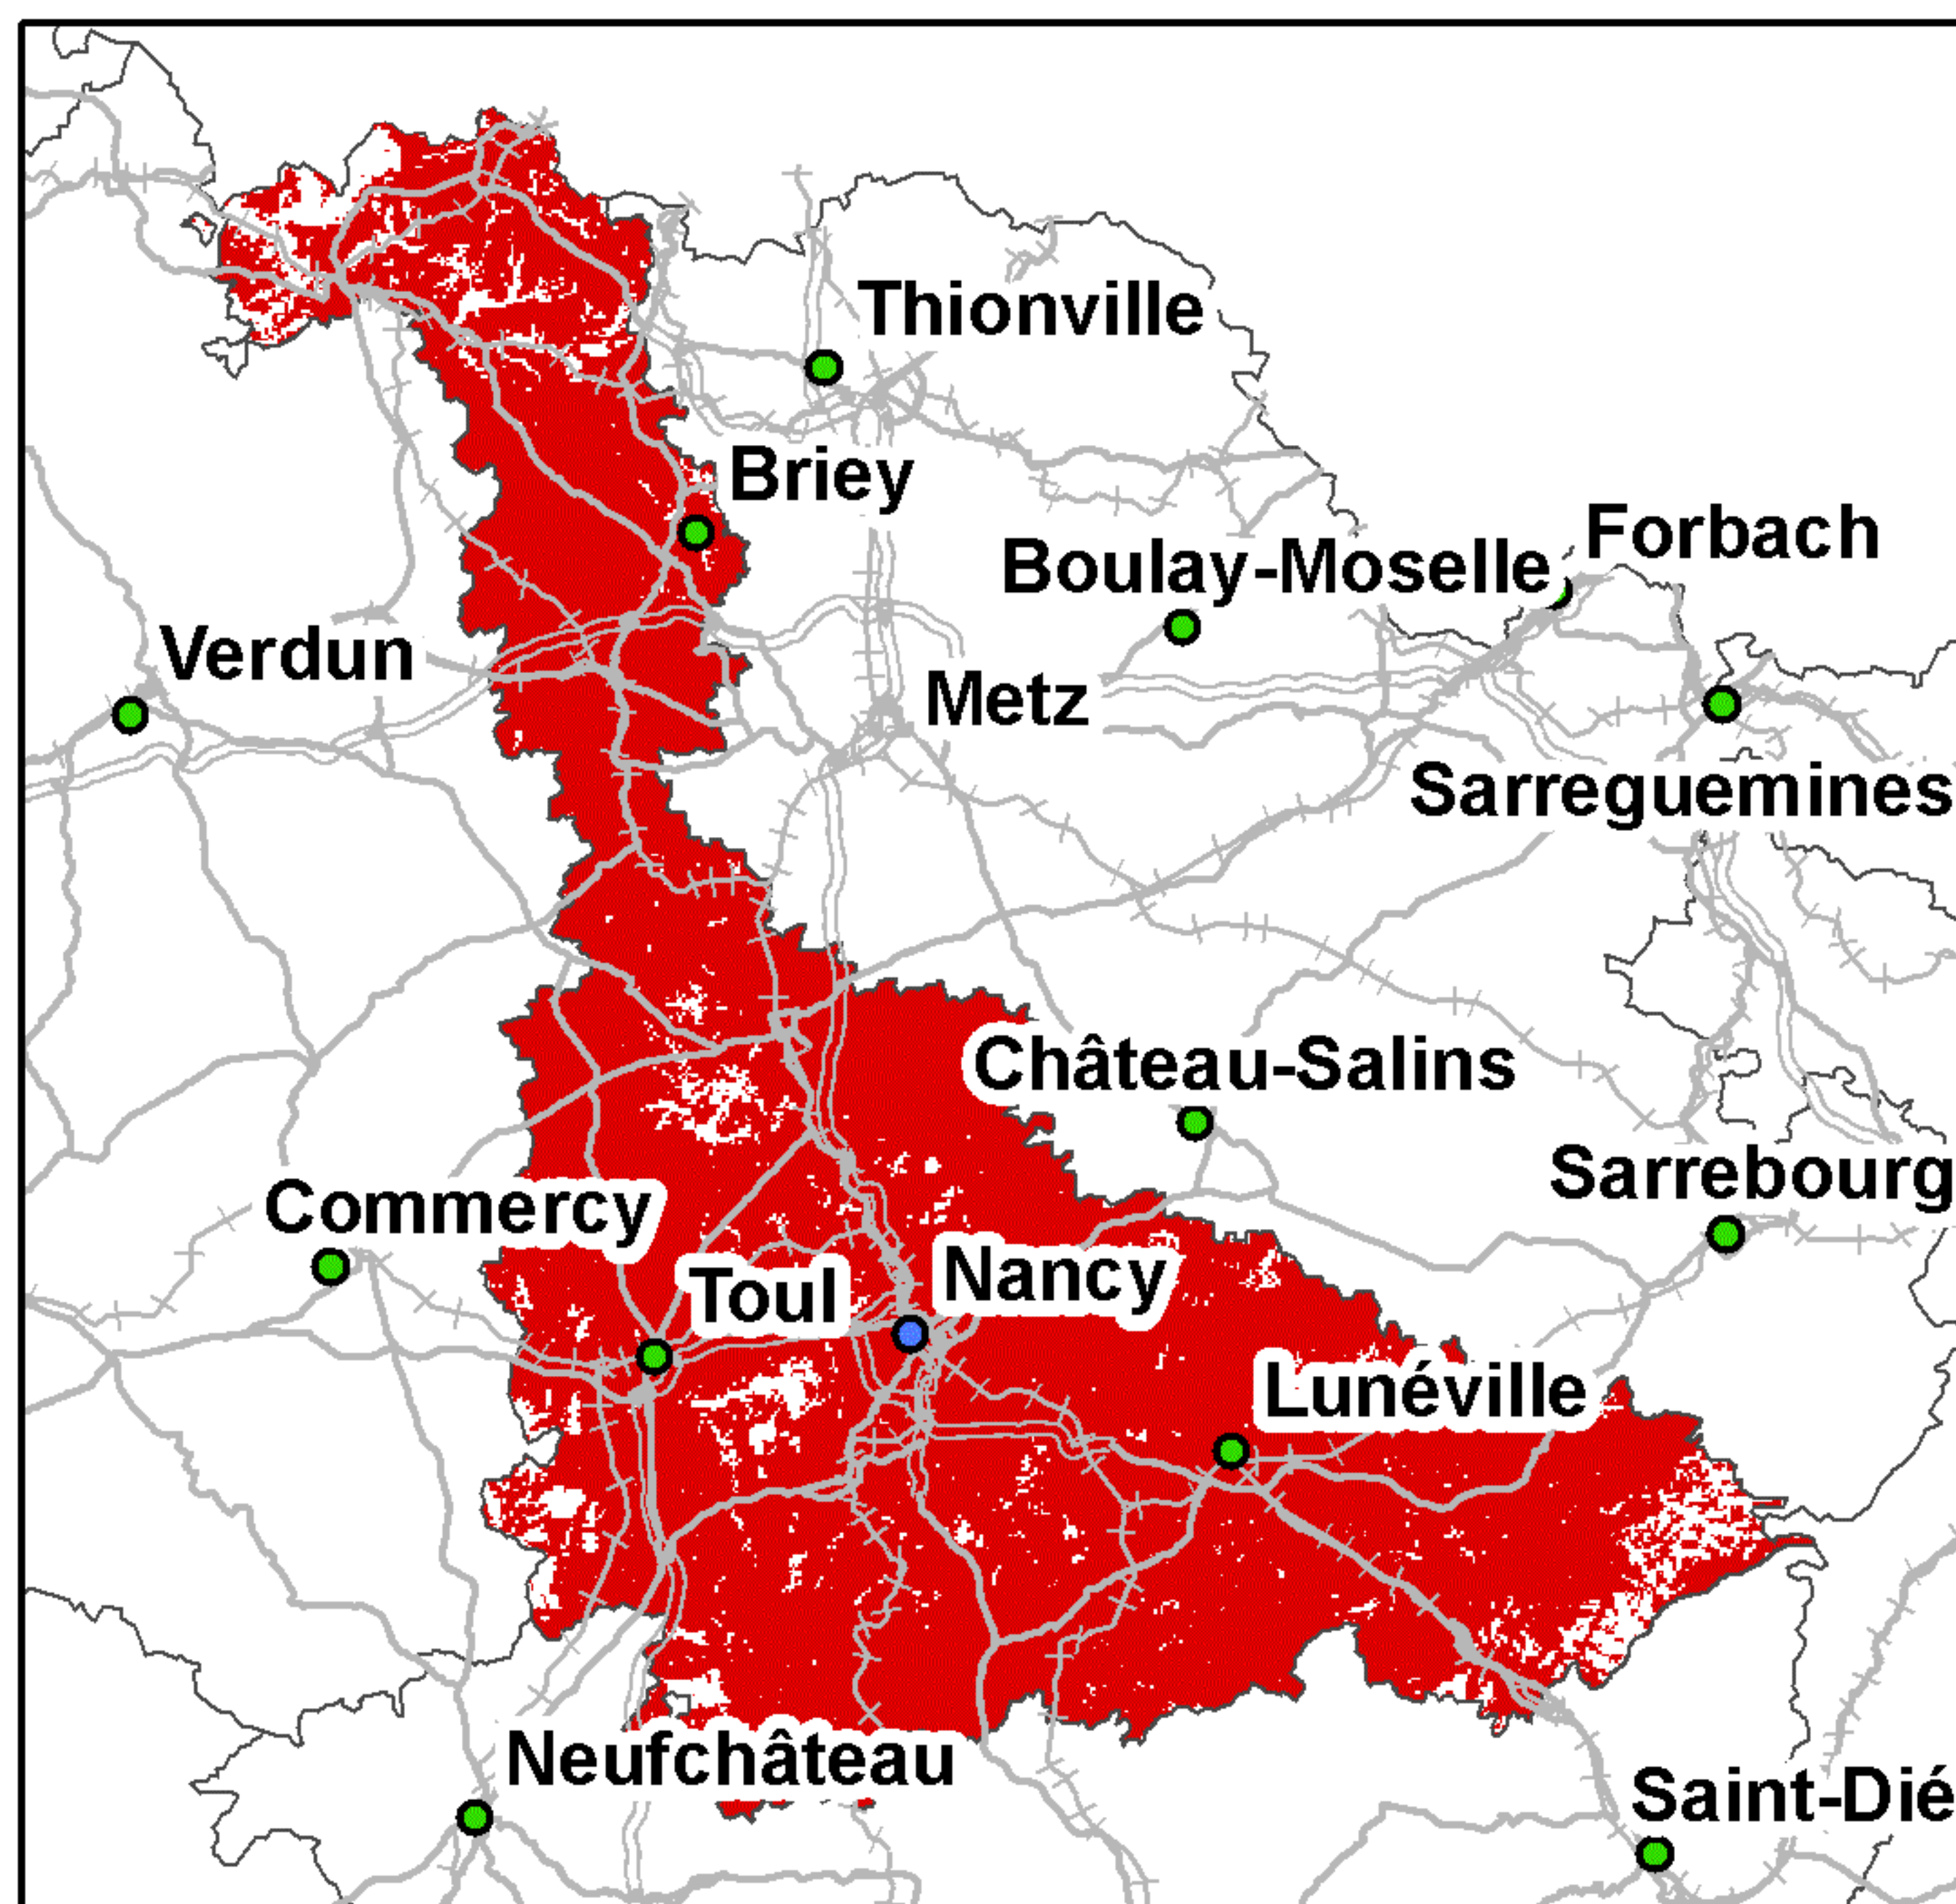 Thionville
Briey
Forbach
Boulay-Moselle
Verdun
Metz
Sarreguemines
Château-Salins
Sarrebourg
Commercy
Nancy
Toul
Lunéville
Neufchâteau
Saint-Dié